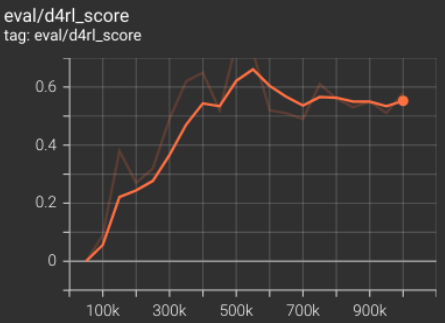 eval/d4rl_score
tag: eval/d4rl_score
0.6
0.4
0.2
0
100k 300k 500k 700k 900k